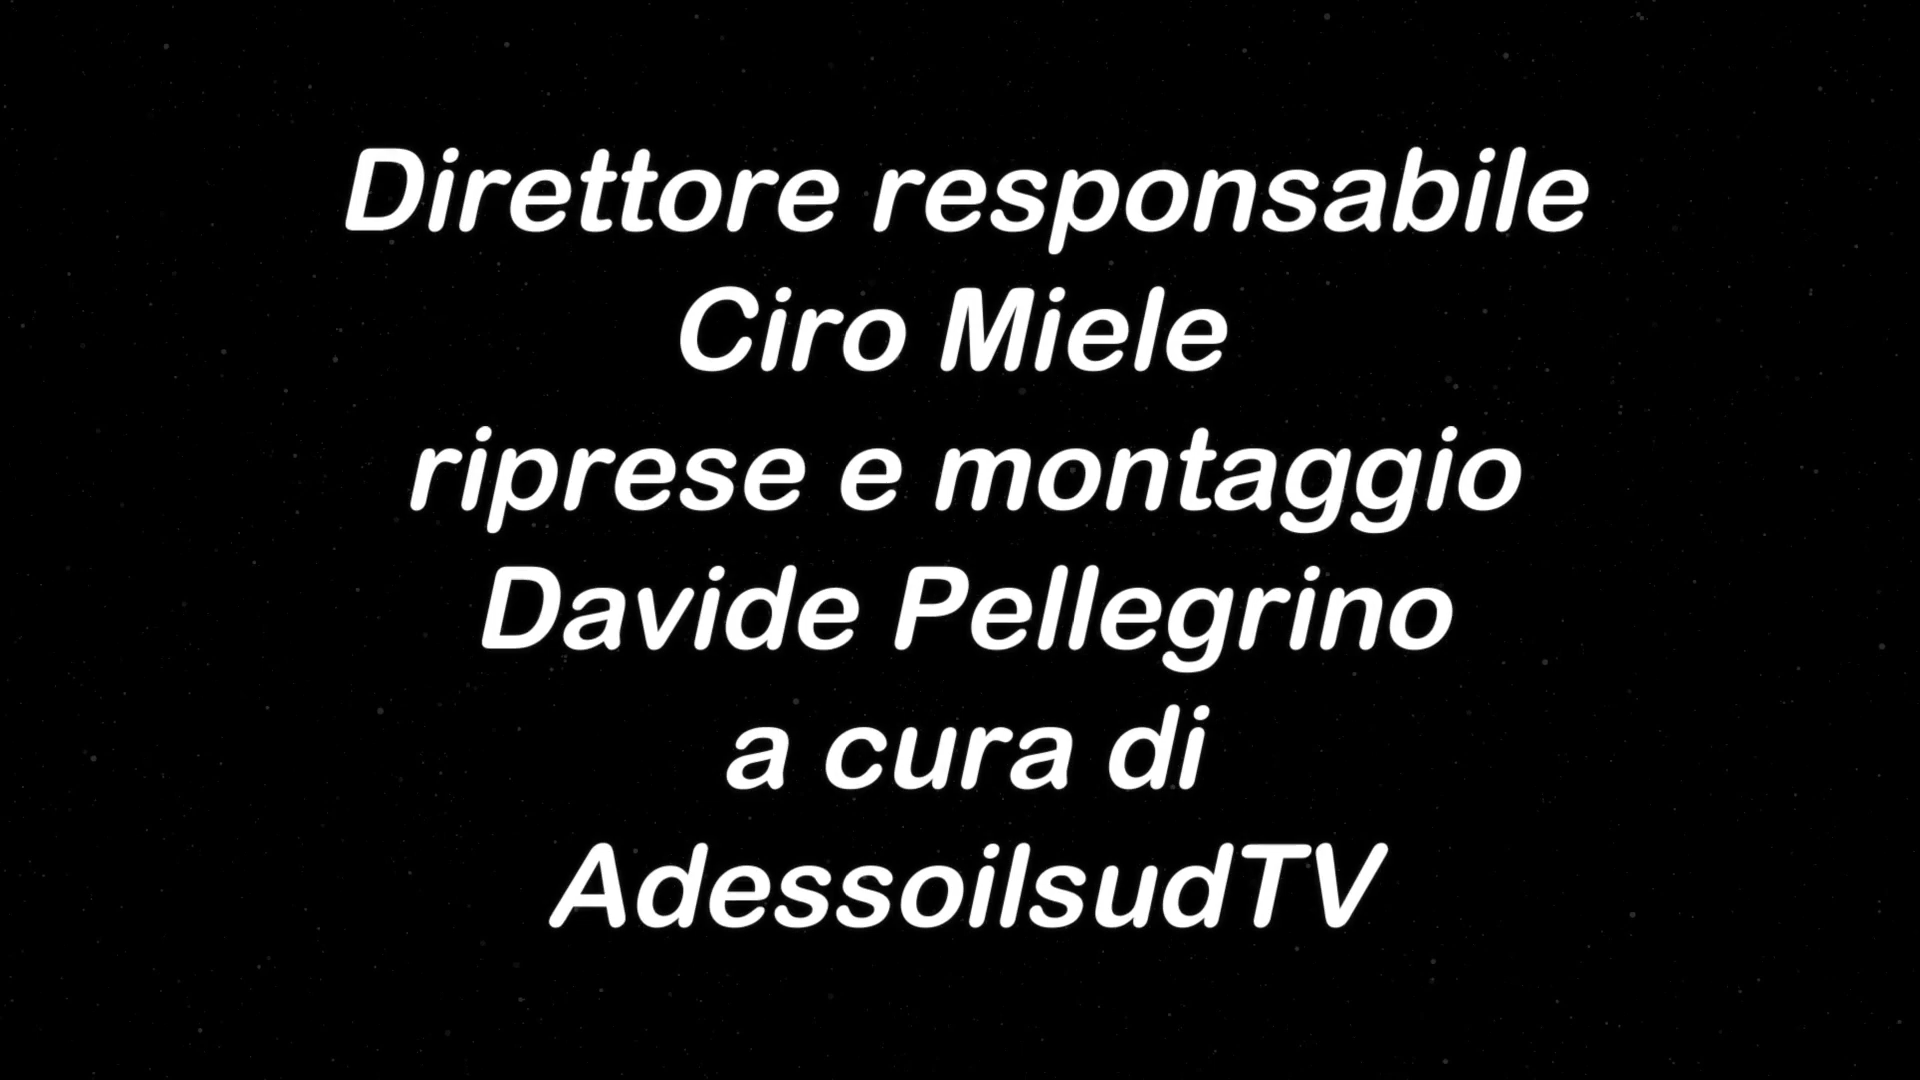 Direttore responsabile
Ciro Miele
riprese e montaggio
Davide Pellegrino
a cura di
AdessoilsudTV